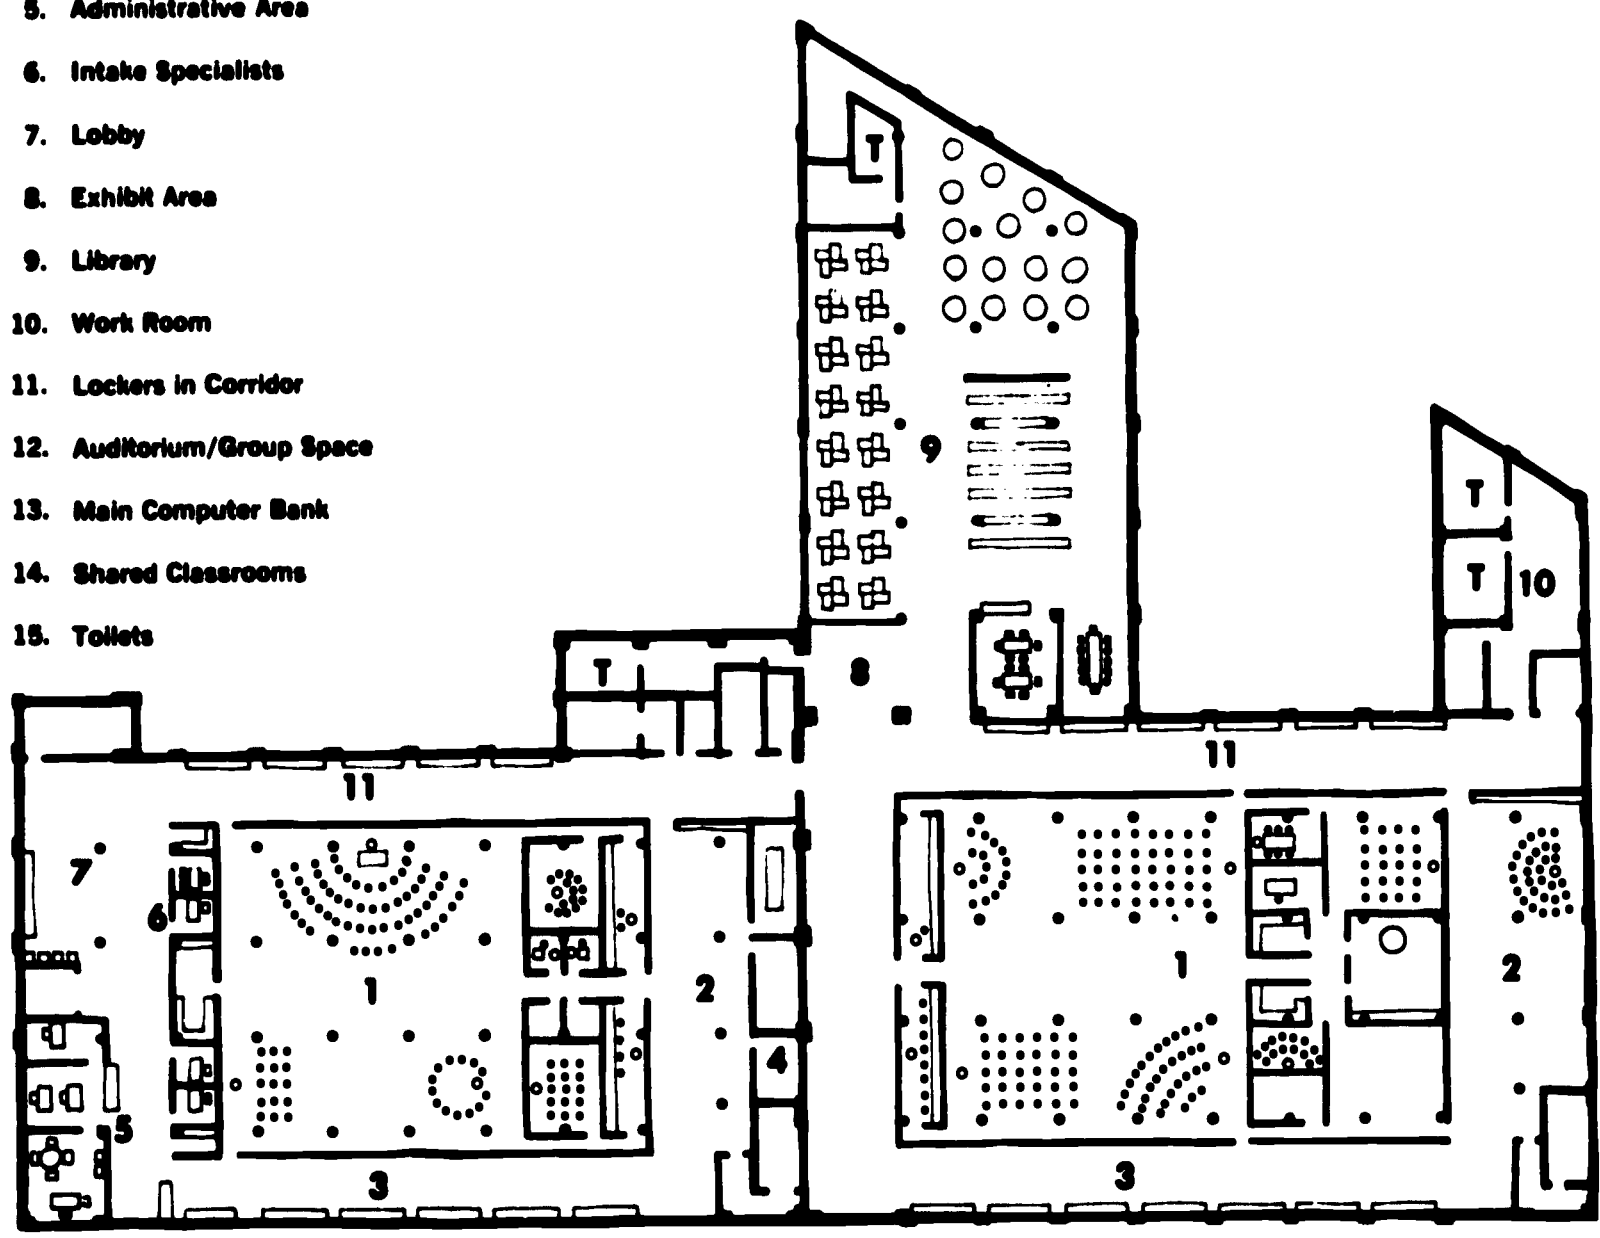 5. Administrative Area
6. Intake Specialists
7. Lobby
8. Exhibit Area
9. Library
10. Work Room
11. Lockers in Corridor
12. Auditorium/Group Space
13. Main Computer Bank
14. Shared Classrooms
15. Toilets
T
9
T
T
10
T
8
11
11
7
6
1
2
1
2
4
5
3
3